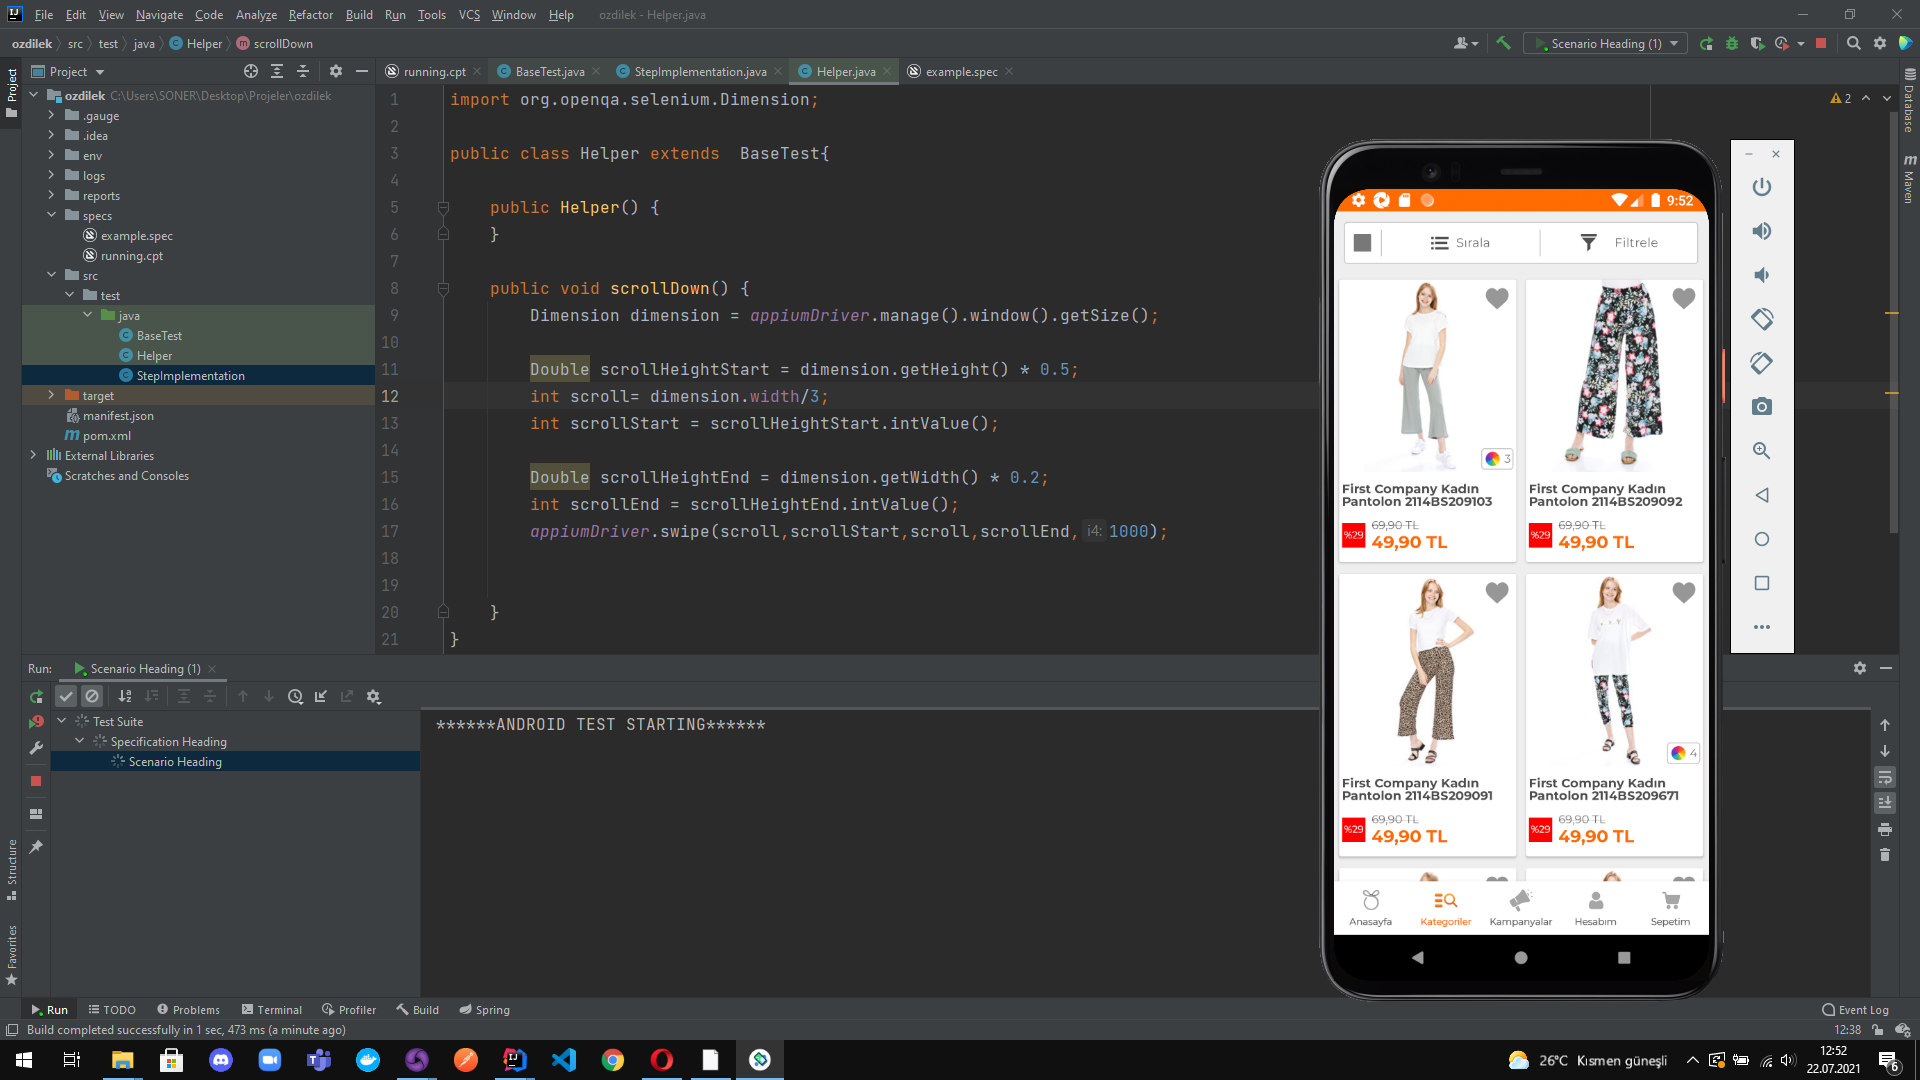 File Edit View Navigate Code Analyze Refactor Build Run Tools VCS Window Help ozdilek - Helper.java
ozdilek src test java Helper scrollDown
Scenario Heading (1)
Project
running.cpt BaseTest.java StepImplementation.java Helper.java example.spec
Project
ozdilek C:\Users\SONER\Desktop\Projeler\ozdilek
.gauge
.idea
env
logs
reports
specs
example.spec
running.cpt
src
test
java
BaseTest
Helper
StepImplementation
target
manifest.json
pom.xml
External Libraries
Scratches and Consoles
1 import org.openqa.selenium.Dimension;
2
3 public class Helper extends BaseTest{
4
5 public Helper() {
6 }
7
8 public void scrollDown() {
9 Dimension dimension = appiumDriver.manage().window().getSize();
10
11 Double scrollHeightStart = dimension.getHeight() * 0.5;
12 int scroll= dimension.width/3;
13 int scrollStart = scrollHeightStart.intValue();
14
15 Double scrollHeightEnd = dimension.getWidth() * 0.2;
16 int scrollEnd = scrollHeightEnd.intValue();
17 appiumDriver.swipe(scroll,scrollStart,scroll,scrollEnd, i4: 1000);
18
19
20 }
21 }
2
Database
Maven
9:52
Sırala Filtrele
3
First Company Kadın
Pantolon 2114BS209103
%29
69,90 TL
49,90 TL
First Company Kadın
Pantolon 2114BS209092
%29
69,90 TL
49,90 TL
4
First Company Kadın
Pantolon 2114BS209091
%29
69,90 TL
49,90 TL
First Company Kadın
Pantolon 2114BS209671
%29
69,90 TL
49,90 TL
Anasayfa Kategoriler Kampanyalar Hesabım Sepetim
Run: Scenario Heading (1)
Test Suite
Specification Heading
Scenario Heading
******ANDROID TEST STARTING******
Structure
Favorites
Run TODO Problems Terminal Profiler Build Spring Event Log
Build completed successfully in 1 sec, 473 ms (a minute ago) 12:38
26°C Kısmen güneşli
12:52
22.07.2021
6